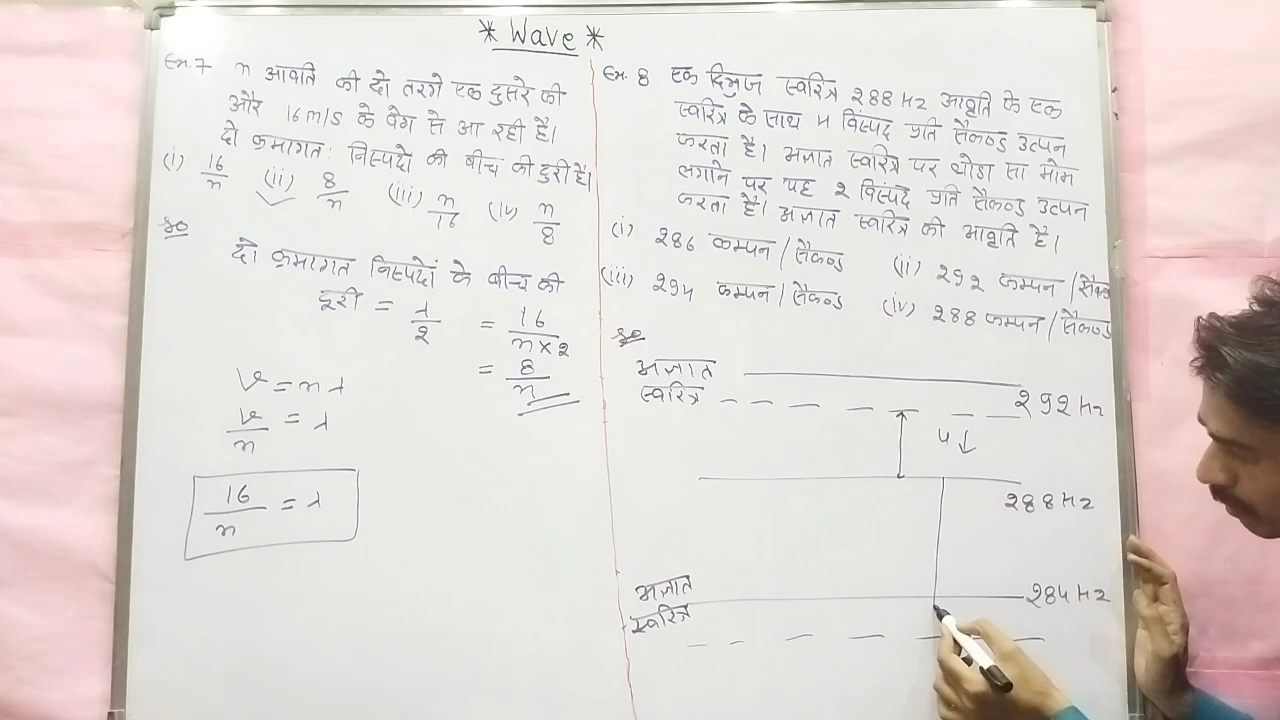 * Wave *
Ex. 7 n आवृति की दो तरंगे एक दुसरे की
और 16 m/s के वेग से आ रही है।
दो क्रमागत: निस्पदो की बीच की दुरी है।
(i) 16/n (ii) 8/n (iii) n/16 (iv) n/8
दो क्रमागत निस्पदों के बीच की
दूरी = λ/2 = 16/n×2
= 8/n
v = nλ
v/n = λ
16/n = λ
Ex. 8 एक द्विभुज स्वरित्र 288 Hz आवृति के एक
स्वरित्र के साथ 4 विस्पद प्रति सैकण्ड उत्पन
करता है। अज्ञात स्वरित्र पर थोडा सा मोम
लगाने पर यह 2 विस्पंदे प्रति सैकण्ड उत्पन
करता है। अज्ञात स्वरित्र की आवृति है।
(i) 286 कम्पन / सैकण्ड (ii) 292 कम्पन / सैकण्ड
(iii) 294 कम्पन / सैकण्ड (iv) 288 कम्पन / सैकण्ड
अज्ञात
स्वरित्र
292 Hz
4 ↓
288 Hz
अज्ञात
स्वरित्र
284 Hz